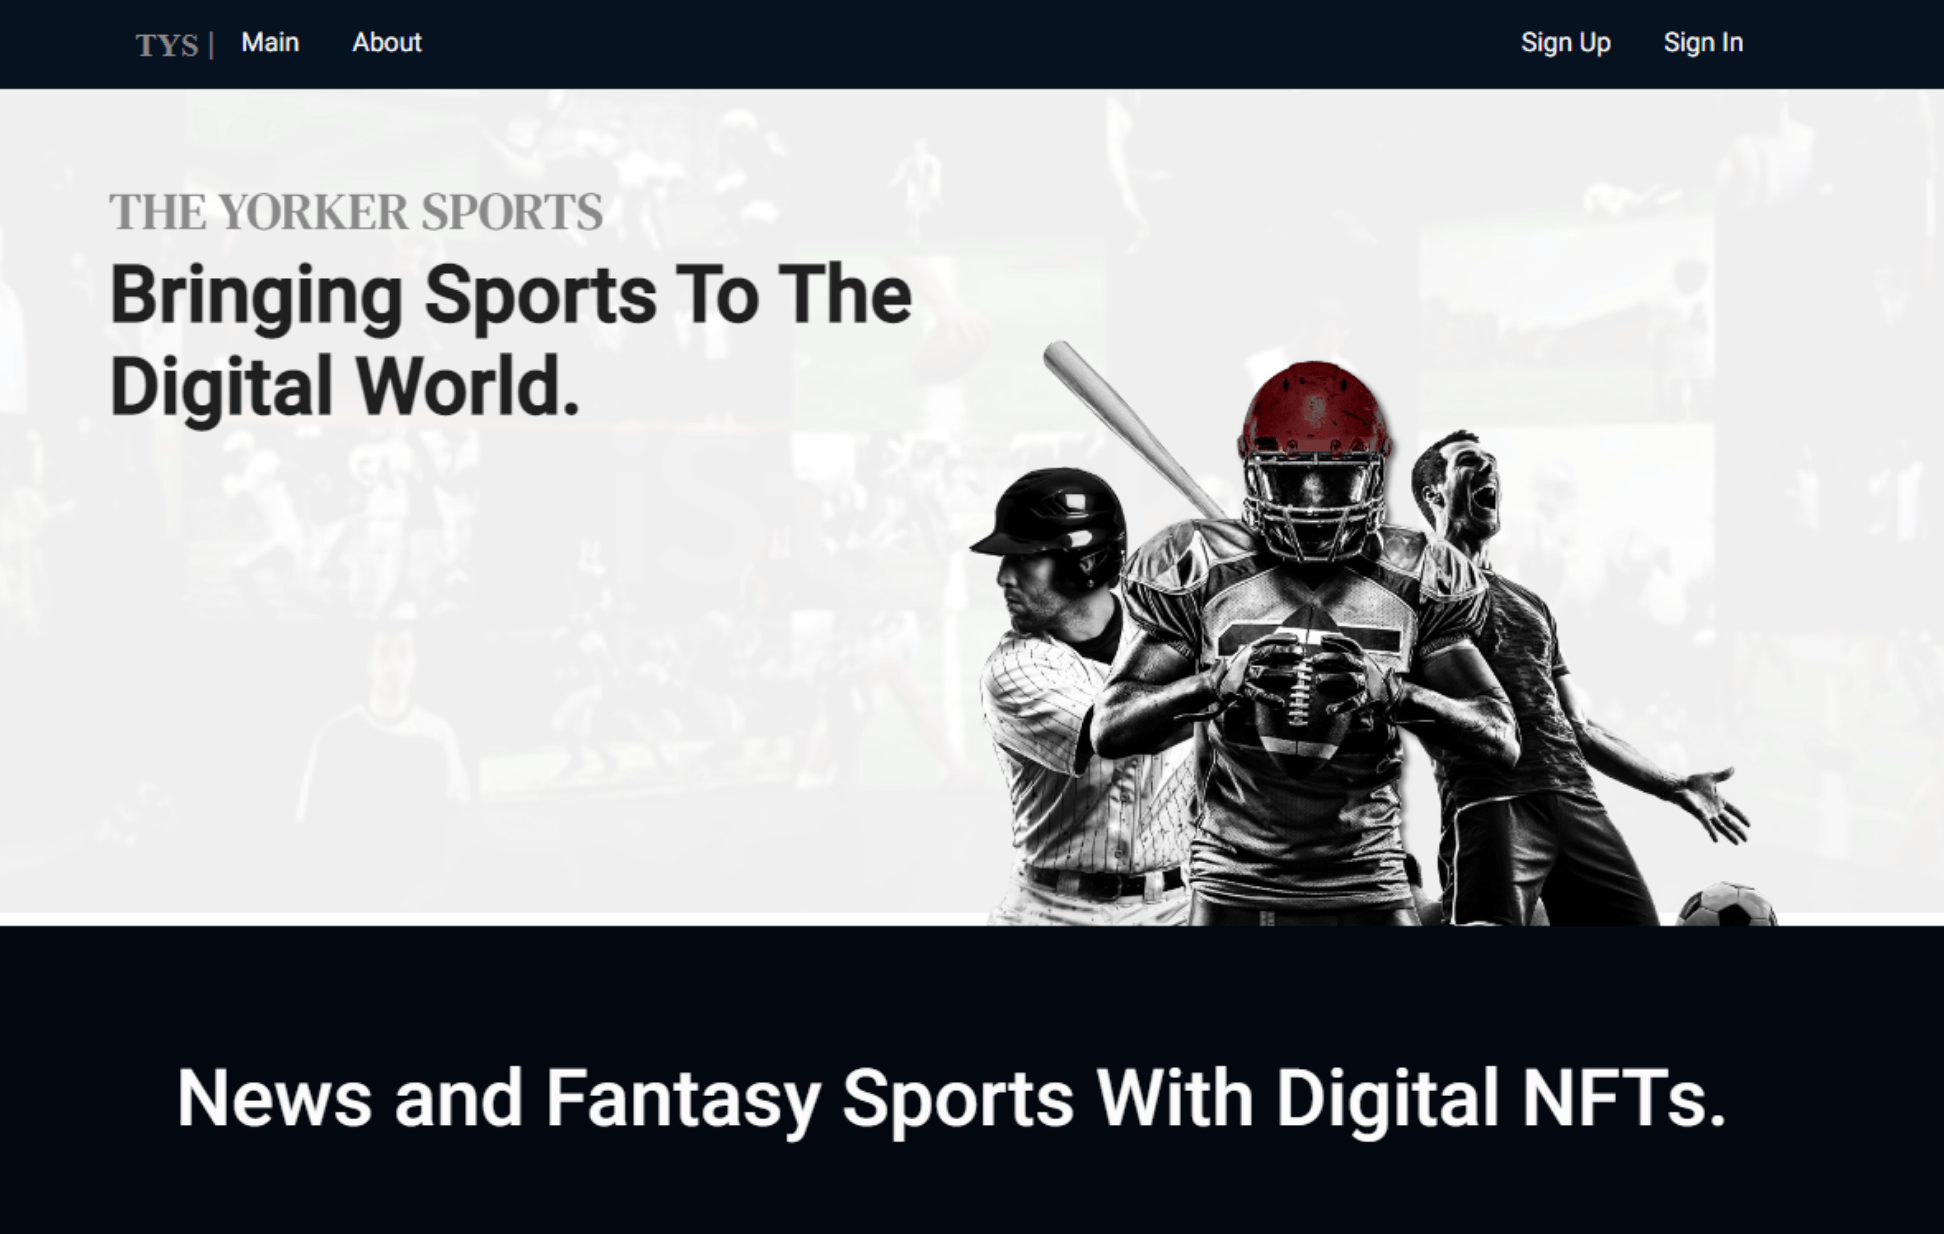 TYS | Main About Sign Up Sign In
THE YORKER SPORTS
Bringing Sports To The
Digital World.
News and Fantasy Sports With Digital NFTs.